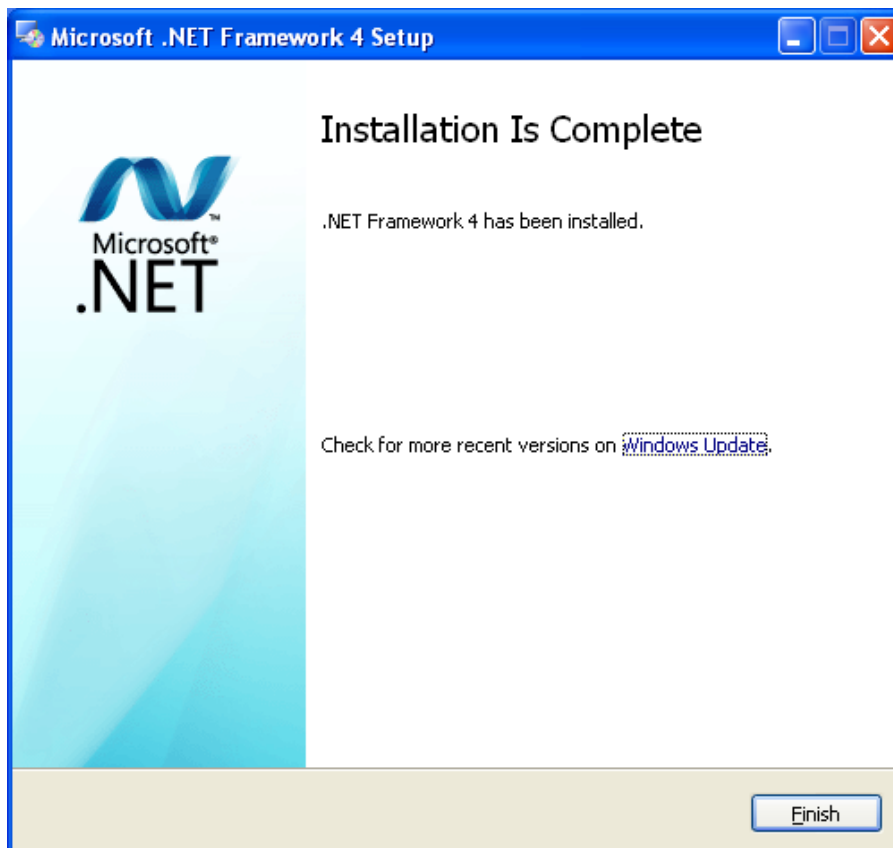 Microsoft .NET Framework 4 Setup
Installation Is Complete
Microsoft®
.NET
™
.NET Framework 4 has been installed.
Check for more recent versions on Windows Update.
Finish